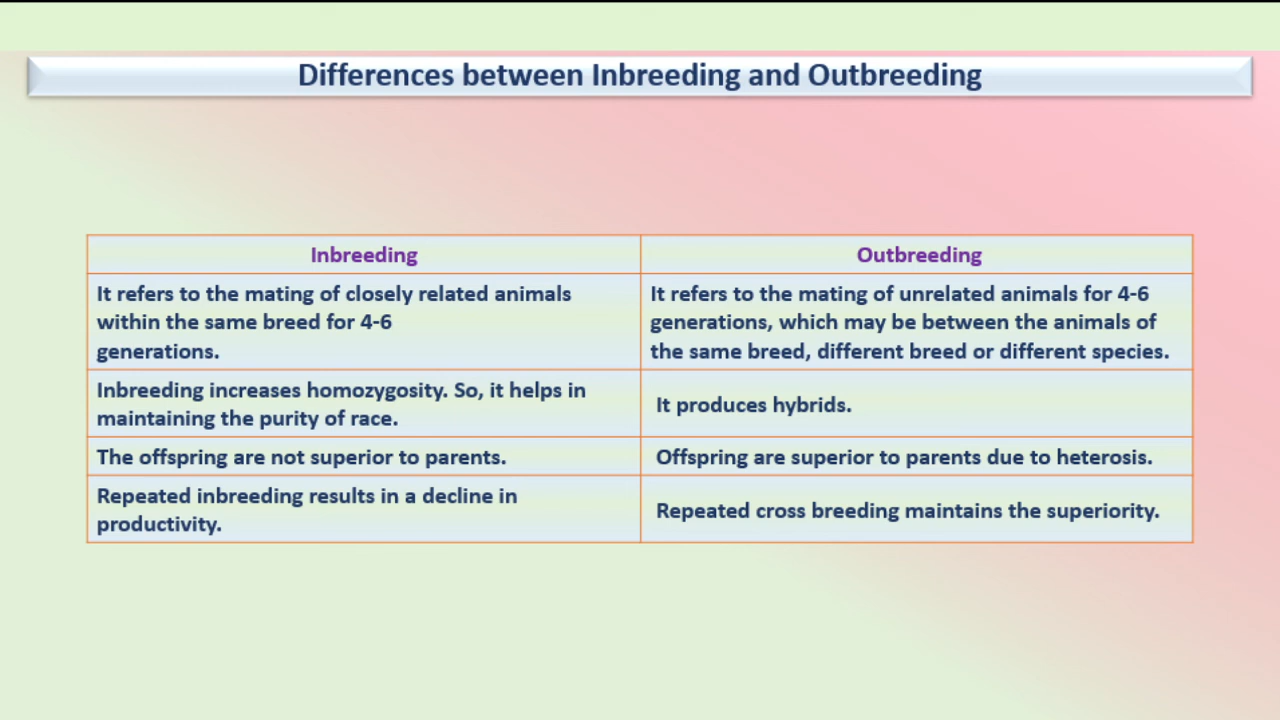 Differences between Inbreeding and Outbreeding
Inbreeding
Outbreeding
It refers to the mating of closely related animals
within the same breed for 4-6
generations.
It refers to the mating of unrelated animals for 4-6
generations, which may be between the animals of
the same breed, different breed or different species.
Inbreeding increases homozygosity. So, it helps in
maintaining the purity of race.
It produces hybrids.
The offspring are not superior to parents.
Offspring are superior to parents due to heterosis.
Repeated inbreeding results in a decline in
productivity.
Repeated cross breeding maintains the superiority.